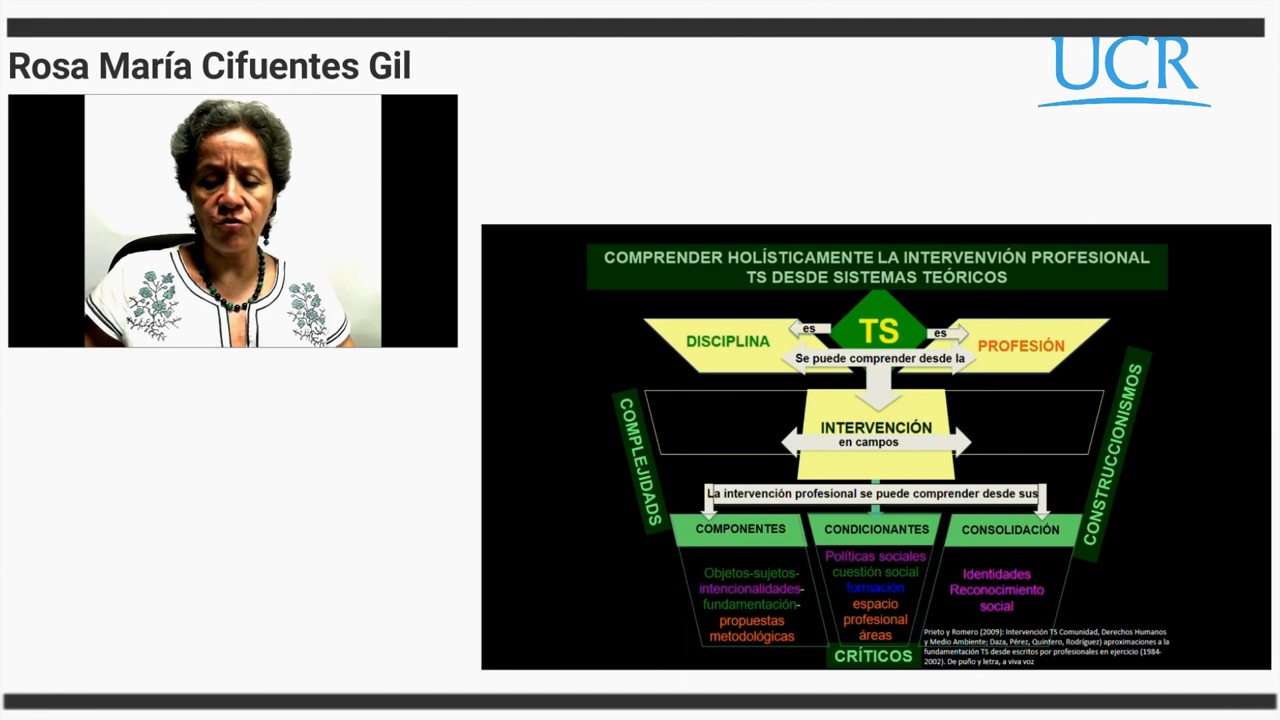 Rosa María Cifuentes Gil
UCR
COMPRENDER HOLÍSTICAMENTE LA INTERVENVIÓN PROFESIONAL
TS DESDE SISTEMAS TEÓRICOS
DISCIPLINA
es
TS
es
PROFESIÓN
Se puede comprender desde la
COMPLEJIDADS
INTERVENCIÓN
en campos
CONSTRUCCIONISMOS
La intervención profesional se puede comprender desde sus
COMPONENTES
Objetos-sujetos-
intencionalidades-
fundamentación-
propuestas
metodológicas
CONDICIONANTES
Políticas sociales
cuestión social
formación
espacio
profesional
áreas
CONSOLIDACIÓN
Identidades
Reconocimiento
social
CRÍTICOS
Prieto y Romero (2009): Intervención TS Comunidad, Derechos Humanos
y Medio Ambiente; Daza, Pérez, Quintero, Rodríguez) aproximaciones a la
fundamentación TS desde escritos por profesionales en ejercicio (1984-
2002). De puño y letra, a viva voz